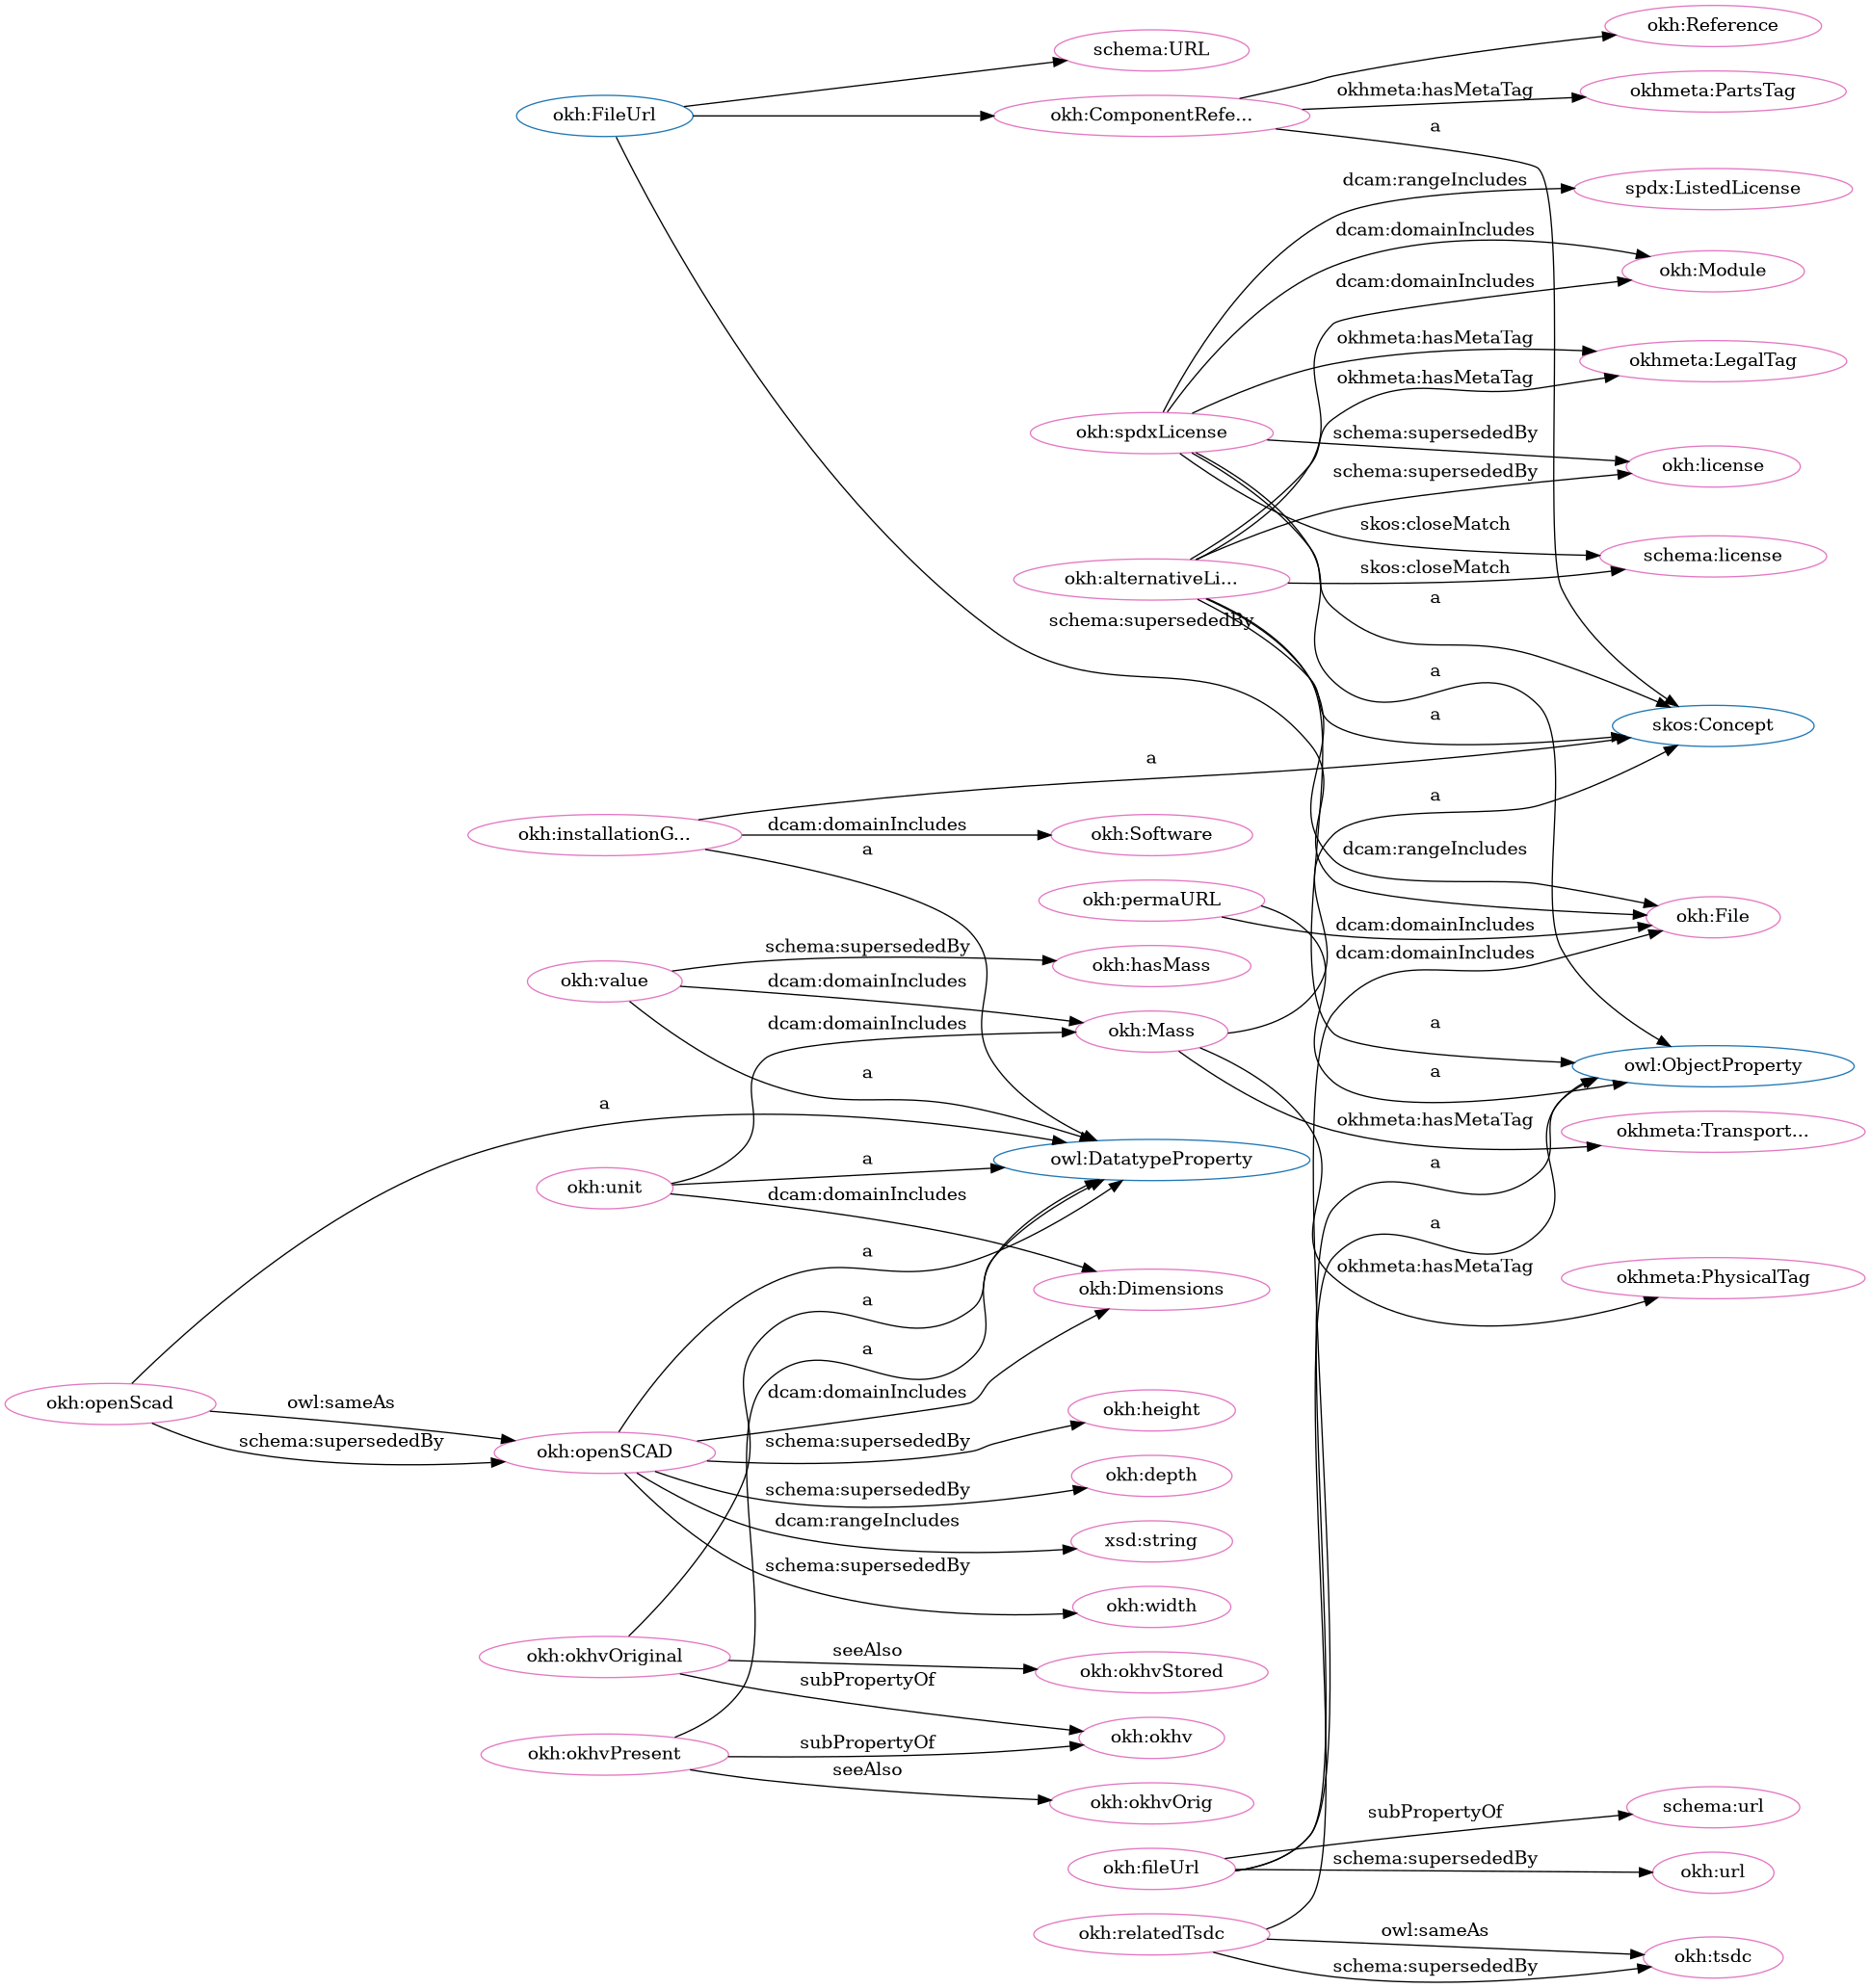 okh:Reference
schema:URL
okhmeta:hasMetaTag
okhmeta:PartsTag
okh:FileUrl
okh:ComponentRefe...
a
dcam:rangeIncludes
spdx:ListedLicense
dcam:domainIncludes
okh:Module
dcam:domainIncludes
okhmeta:hasMetaTag
okhmeta:LegalTag
okhmeta:hasMetaTag
okh:spdxLicense
schema:supersededBy
okh:license
schema:supersededBy
skos:closeMatch
schema:license
skos:closeMatch
okh:alternativeLi...
a
schema:supersededBy
a
a
skos:Concept
a
a
okh:installationG...
dcam:domainIncludes
okh:Software
a
dcam:rangeIncludes
okh:permaURL
okh:File
dcam:domainIncludes
schema:supersededBy
dcam:domainIncludes
okh:hasMass
okh:value
dcam:domainIncludes
dcam:domainIncludes
a
okh:Mass
a
a
owl:ObjectProperty
a
okhmeta:hasMetaTag
okhmeta:Transport...
a
owl:DatatypeProperty
a
okh:unit
dcam:domainIncludes
a
a
okhmeta:hasMetaTag
okhmeta:PhysicalTag
okh:Dimensions
a
a
dcam:domainIncludes
okh:openScad
owl:sameAs
okh:height
schema:supersededBy
schema:supersededBy
okh:openSCAD
okh:depth
schema:supersededBy
dcam:rangeIncludes
xsd:string
schema:supersededBy
okh:width
okh:okhvOriginal
seeAlso
okh:okhvStored
subPropertyOf
okh:okhv
subPropertyOf
okh:okhvPresent
seeAlso
okh:okhvOrig
subPropertyOf
schema:url
okh:fileUrl
schema:supersededBy
okh:url
okh:relatedTsdc
owl:sameAs
okh:tsdc
schema:supersededBy